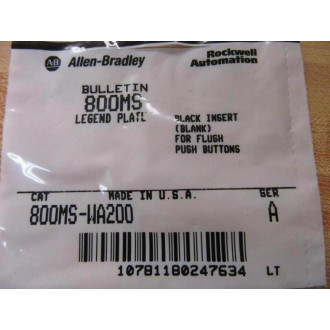 AB Allen-Bradley
Rockwell
Automation
BULLETIN
800MS
LEGEND PLATE
BLACK INSERT
(BLANK)
FOR FLUSH
PUSH BUTTONS
CAT
MADE IN U.S.A.
SER
800MS-WA200
A
10781180247634
LT